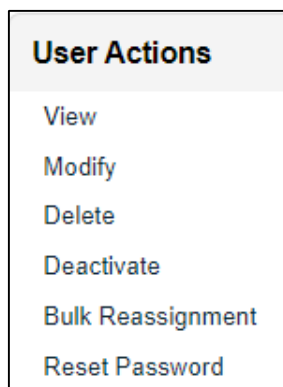 User Actions
View
Modify
Delete
Deactivate
Bulk Reassignment
Reset Password